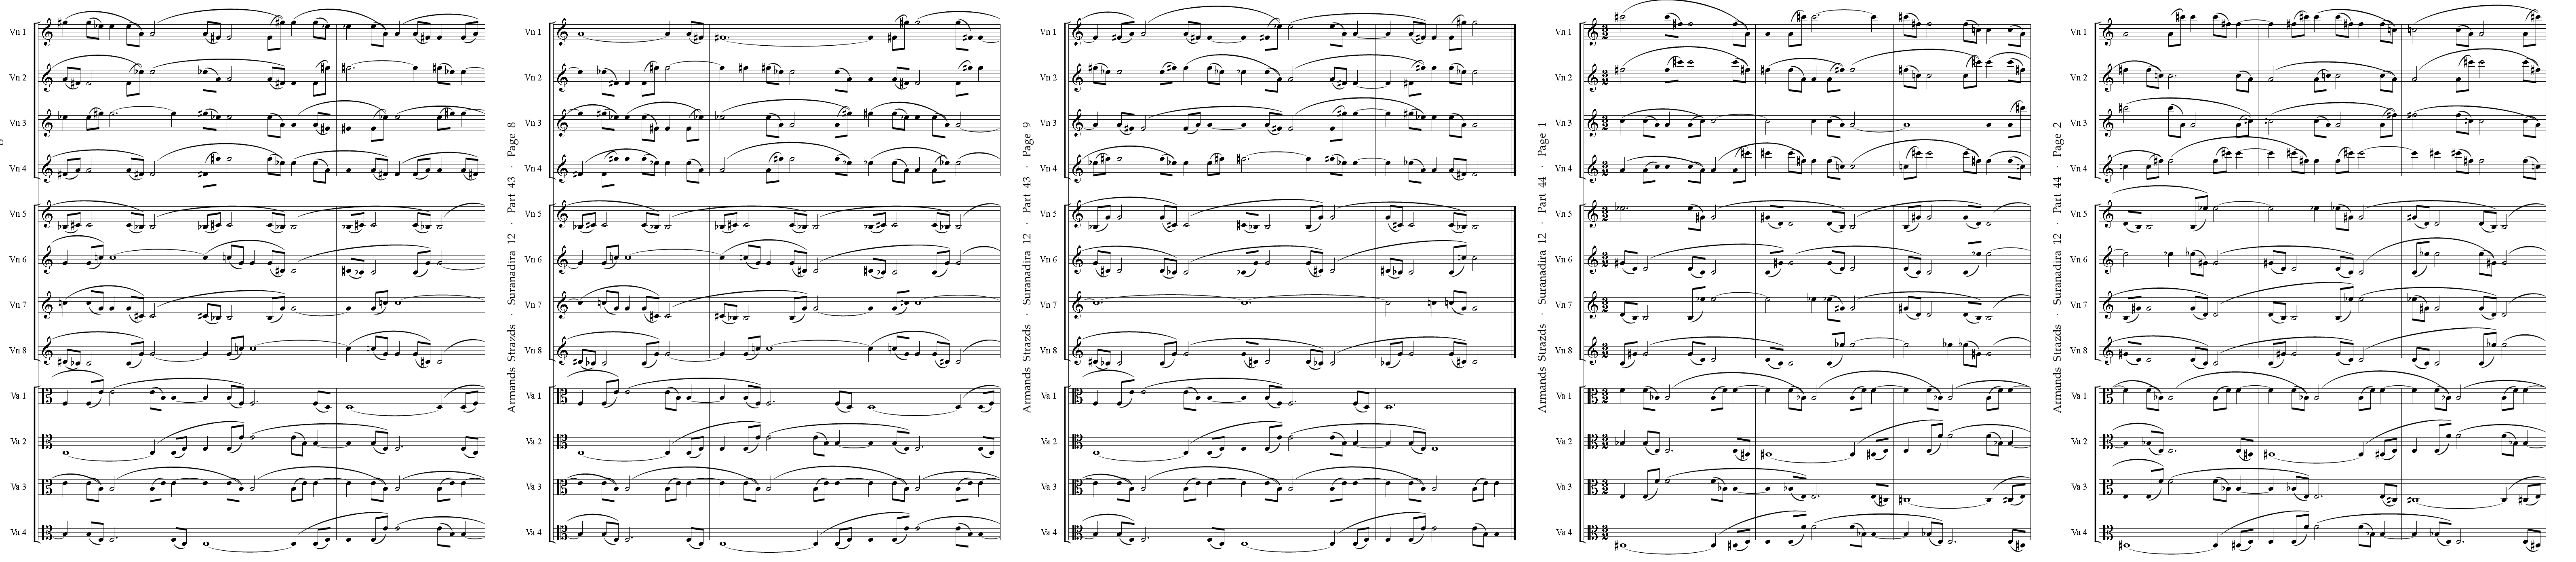 Vn 1
Vn 2
Vn 3
Vn 4
Vn 5
Vn 6
Vn 7
Vn 8
Va 1
Va 2
Va 3
Va 4
Armands Strazds · Suranadira 12 · Part 43 · Page 8
Vn 1
Vn 2
Vn 3
Vn 4
Vn 5
Vn 6
Vn 7
Vn 8
Va 1
Va 2
Va 3
Va 4
Armands Strazds · Suranadira 12 · Part 43 · Page 9
Vn 1
Vn 2
Vn 3
Vn 4
Vn 5
Vn 6
Vn 7
Vn 8
Va 1
Va 2
Va 3
Va 4
Armands Strazds · Suranadira 12 · Part 44 · Page 1
Vn 1
Vn 2
Vn 3
Vn 4
Vn 5
Vn 6
Vn 7
Vn 8
Va 1
Va 2
Va 3
Va 4
Armands Strazds · Suranadira 12 · Part 44 · Page 2
Vn 1
Vn 2
Vn 3
Vn 4
Vn 5
Vn 6
Vn 7
Vn 8
Va 1
Va 2
Va 3
Va 4